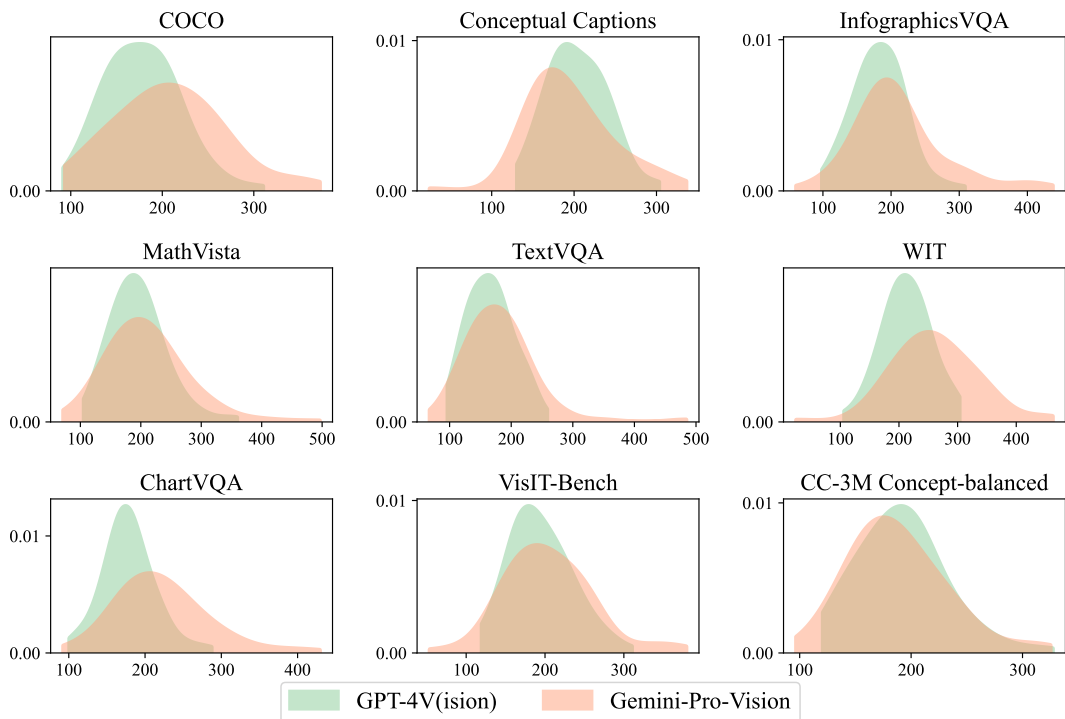 COCO
0.00
100 200 300
Conceptual Captions
0.01
0.00
100 200 300
InfographicsVQA
0.01
0.00
100 200 300 400
MathVista
0.00
100 200 300 400 500
TextVQA
0.00
100 200 300 400 500
WIT
0.00
100 200 300 400
ChartVQA
0.01
0.00
100 200 300 400
VisIT-Bench
0.01
0.00
100 200 300
CC-3M Concept-balanced
0.01
0.00
100 200 300
GPT-4V(ision) Gemini-Pro-Vision